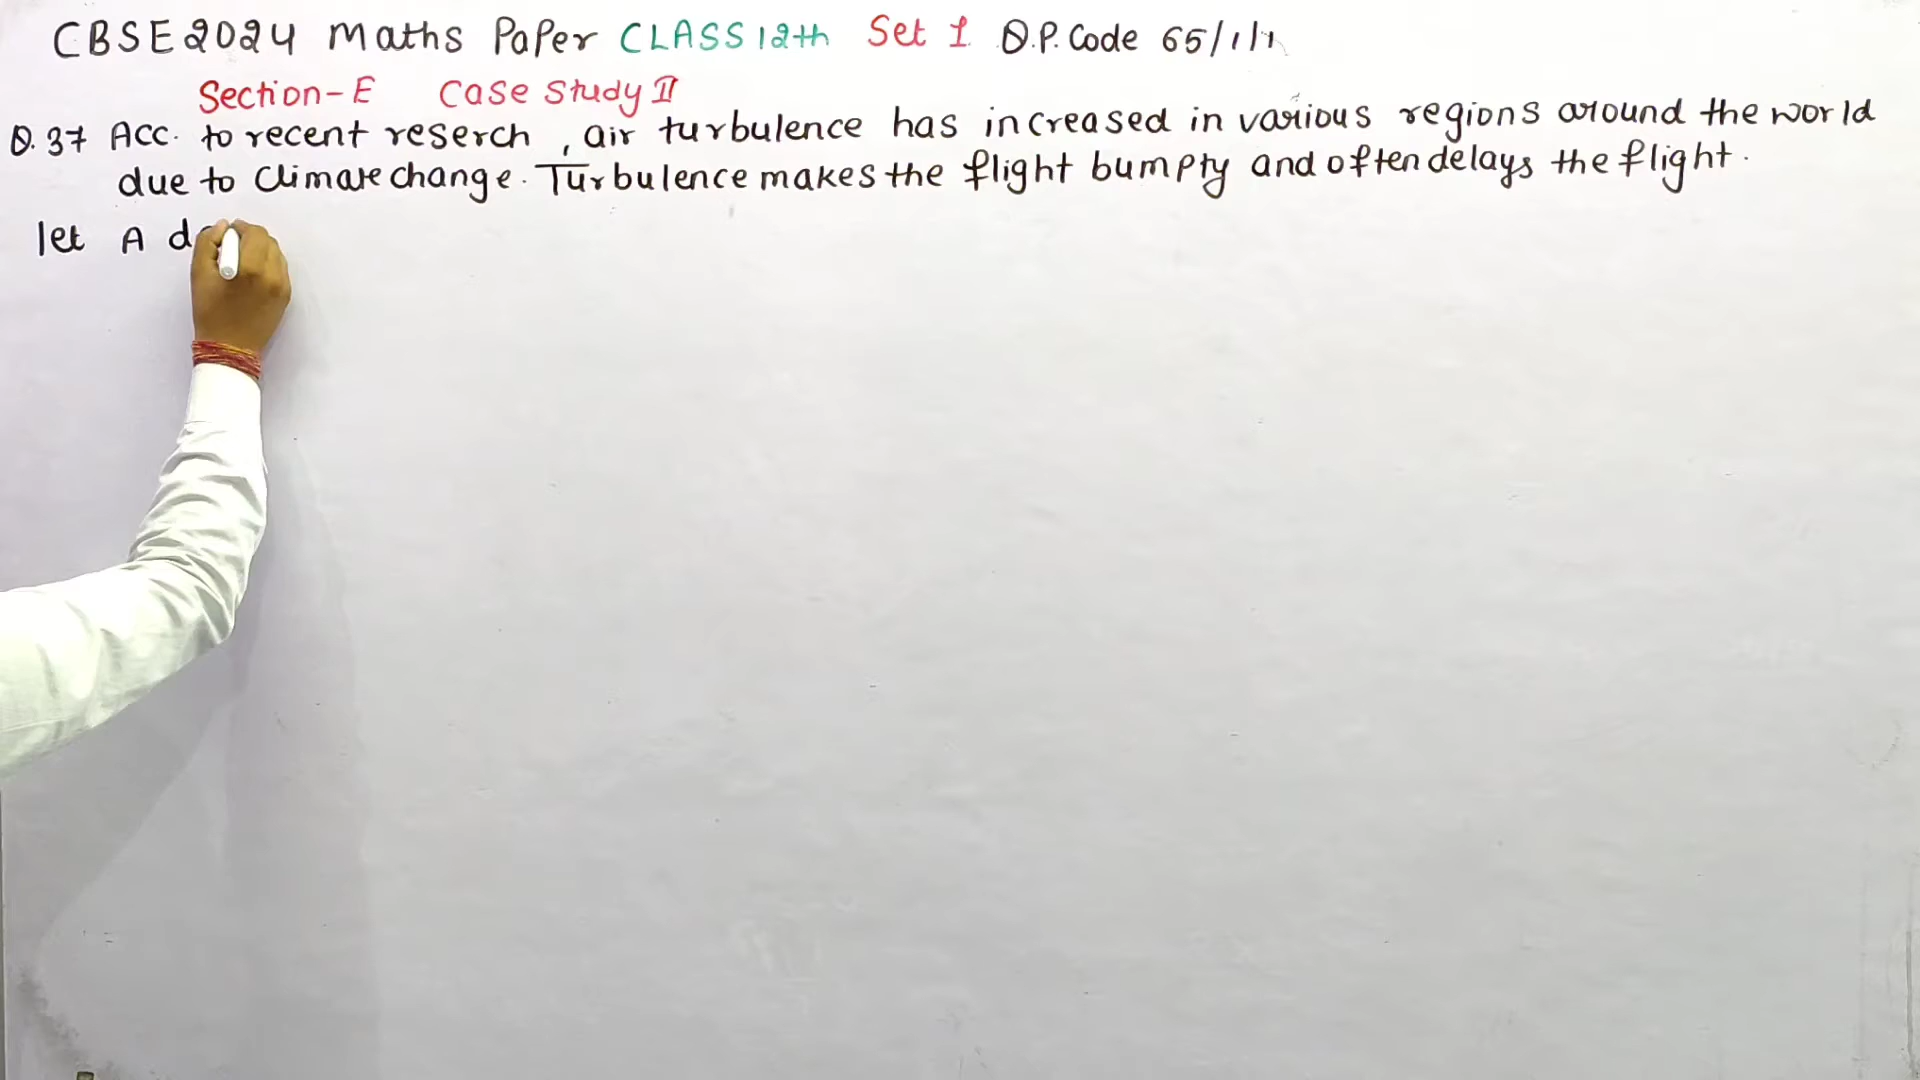 CBSE 2024 Maths Paper CLASS 12th Set 1 Q.P. Code 65/1/1
Section-E Case Study II
Q.37 Acc. to recent reserch, air turbulence has increased in various regions around the world
due to Climate change. Turbulence makes the flight bumpty and often delays the flight.
let A d